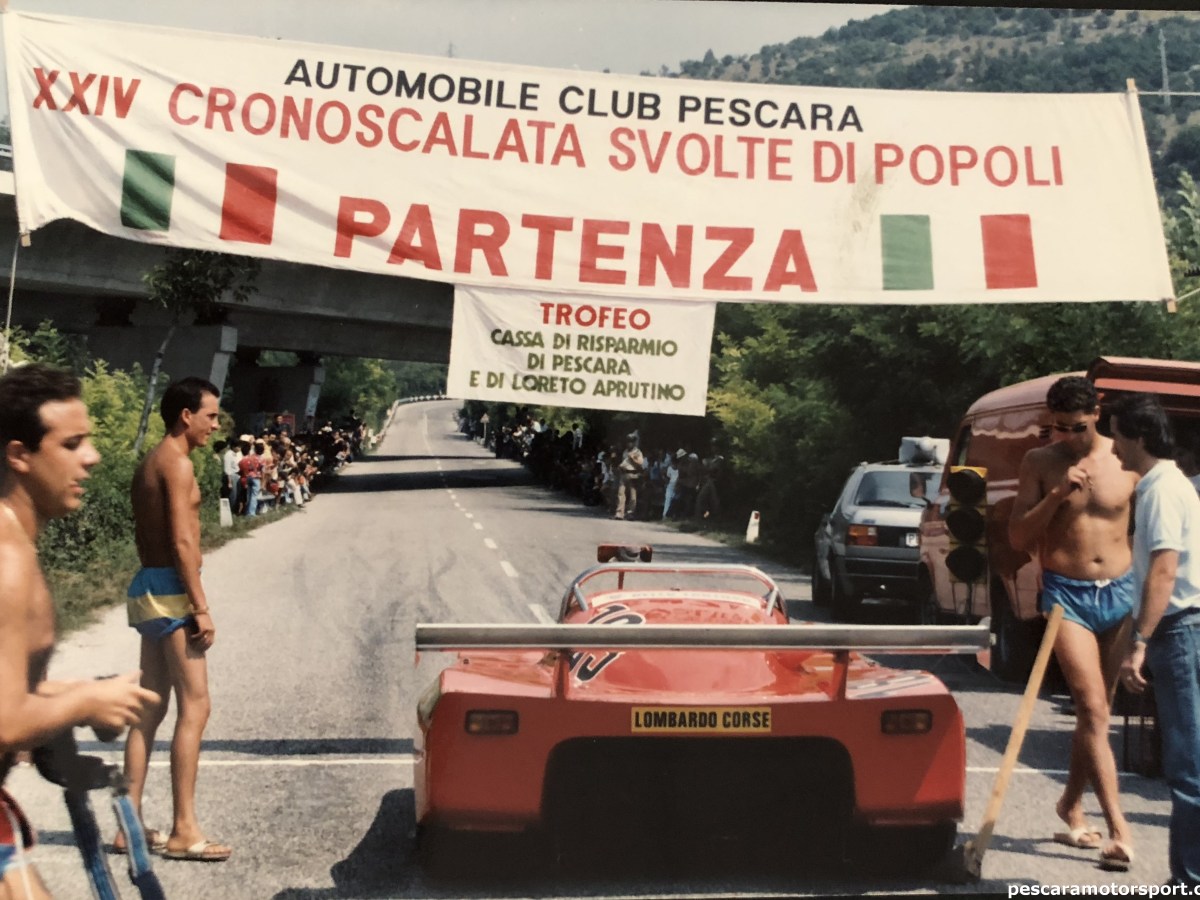 AUTOMOBILE CLUB PESCARA
XXIV CRONOSCALATA SVOLTE DI POPOLI
PARTENZA
TROFEO
CASSA DI RISPARMIO
DI PESCARA
E DI LORETO APRUTINO
LOMBARDO CORSE
pescaramotorsport.c